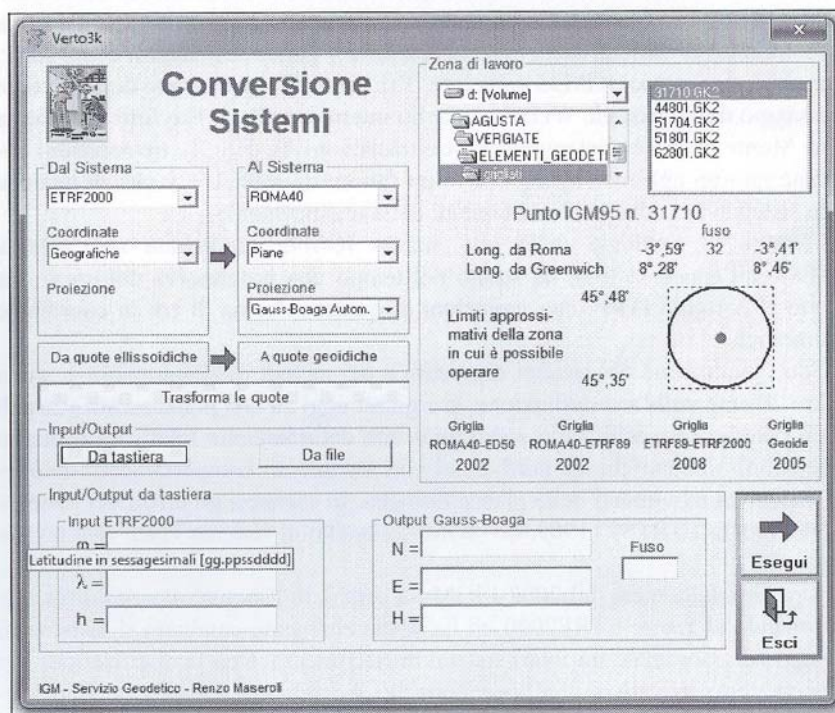 Verto3k
Conversione
Sistemi
Dal Sistema
ETRF2000
Coordinate
Geografiche
Proiezione
Al Sistema
ROMA40
Coordinate
Piane
Proiezione
Gauss-Boaga Autom.
Da quote ellissoidiche
A quote geoidiche
Trasforma le quote
Input/Output
Da tastiera
Da file
Zona di lavoro
d: [Volume]
AGUSTA
VERGIATE
ELEMENTI_GEODETI
grigliati
31710.GK2
44801.GK2
51704.GK2
51801.GK2
62801.GK2
Punto IGM95 n. 31710
fuso
Long. da Roma -3°,59' 32 -3°,41'
Long. da Greenwich 8°,28' 8°,46'
45°,48'
Limiti approssi-
mativi della zona
in cui è possibile
operare
45°,35'
Griglia Griglia Griglia Griglia
ROMA40-ED50 ROMA40-ETRF89 ETRF89-ETRF2000 Geoide
2002 2002 2008 2005
Input/Output da tastiera
Input ETRF2000
φ =
Latitudine in sessagesimali [gg.ppssdddd]
λ =
h =
Output Gauss-Boaga
N =
E =
H =
Fuso
Esegui
Esci
IGM - Servizio Geodetico - Renzo Maseroli